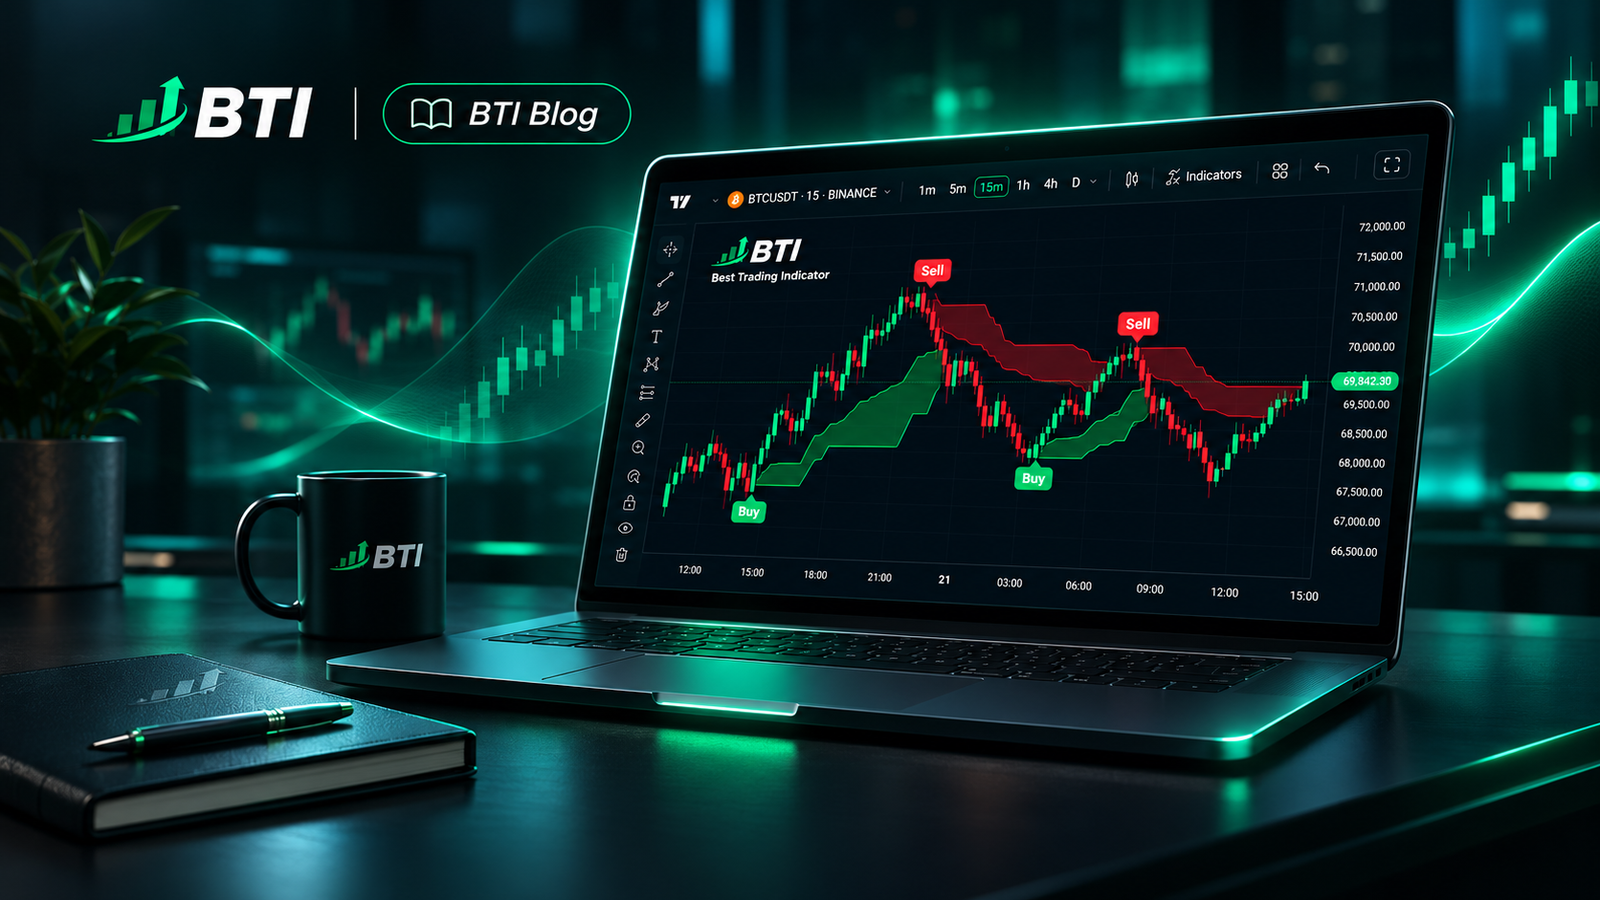 BTI
BTI Blog
BTCUSDT · 15 · BINANCE
1m 5m 15m 1h 4h D
Indicators
BTI
Best Trading Indicator
Sell
Sell
Buy
Buy
72,000.00
71,500.00
71,000.00
70,500.00
70,000.00
69,842.30
69,500.00
68,500.00
68,000.00
67,500.00
67,000.00
66,500.00
12:00 15:00 18:00 21:00 21 03:00 06:00 09:00 12:00 15:00
BTI